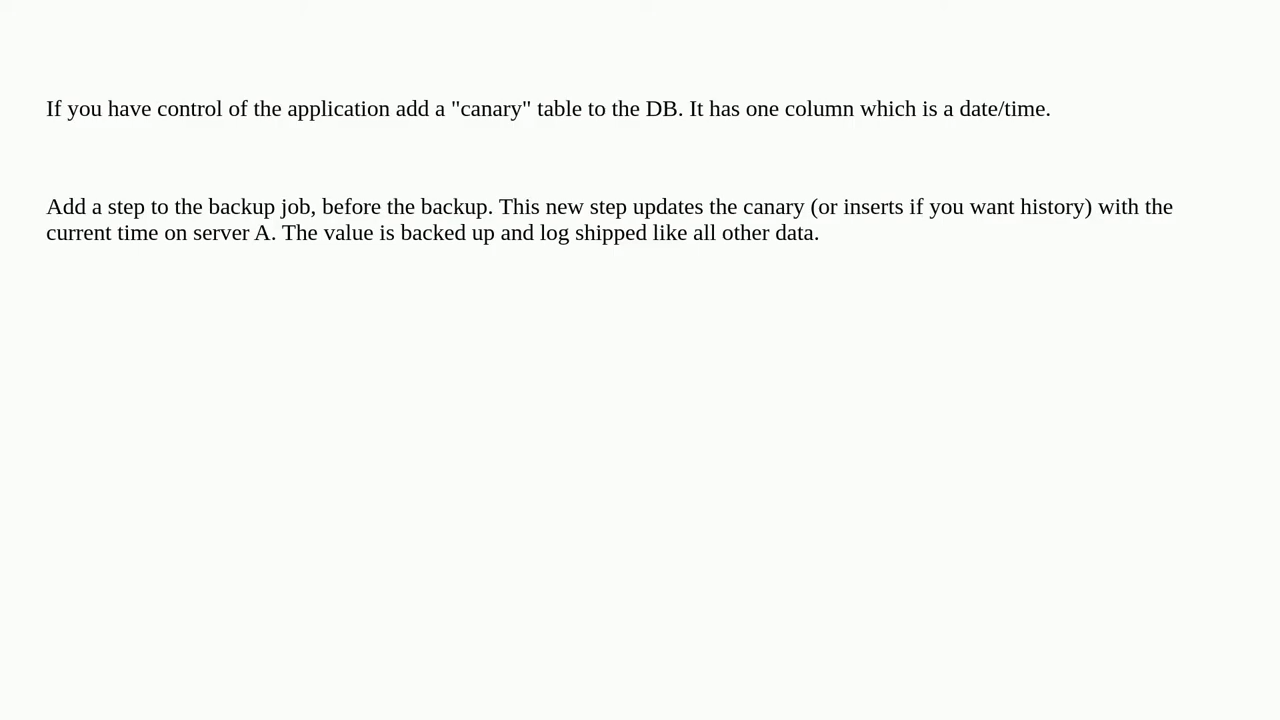 If you have control of the application add a "canary" table to the DB. It has one column which is a date/time.
Add a step to the backup job, before the backup. This new step updates the canary (or inserts if you want history) with the
current time on server A. The value is backed up and log shipped like all other data.